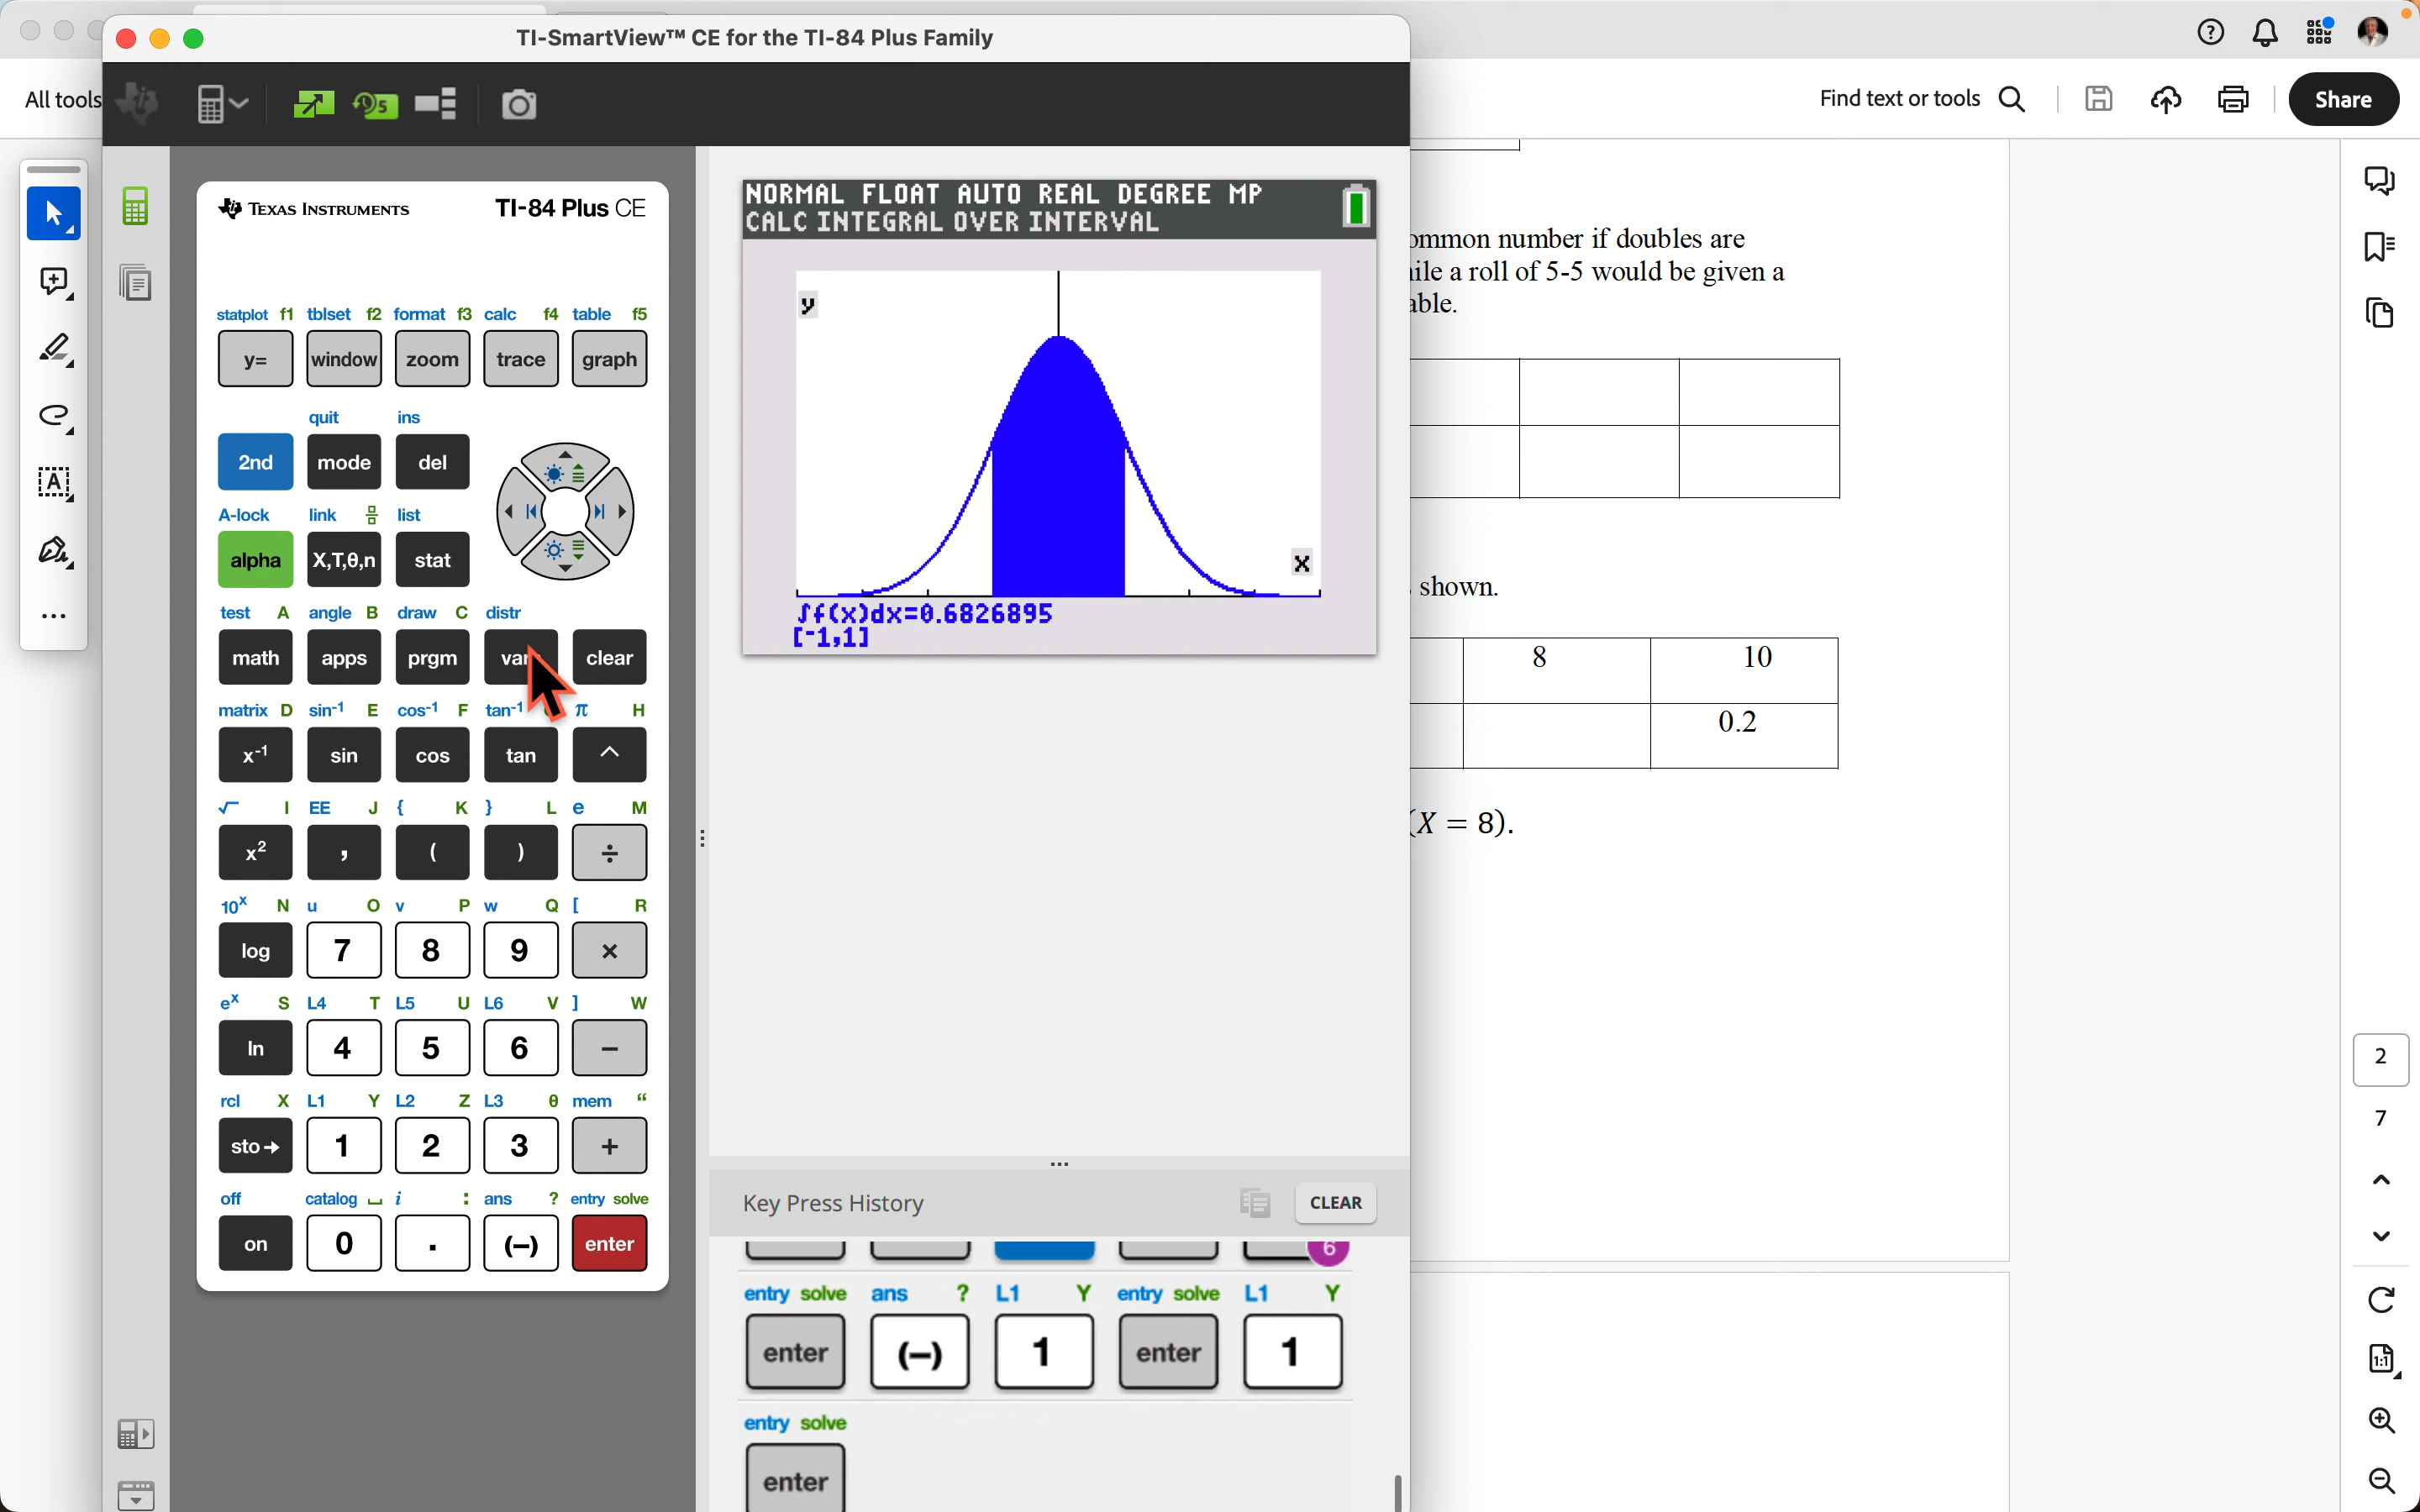 TI-SmartView™ CE for the TI-84 Plus Family
All tools
Find text or tools
Share
TEXAS INSTRUMENTS
TI-84 Plus CE
statplot f1 tblset f2 format f3 calc f4 table f5
y= window zoom trace graph
quit ins
2nd mode del
A-lock link list
alpha X,T,θ,n stat
test A angle B draw C distr
math apps prgm clear
matrix D sin-1 E cos-1 F tan-1 π H
x-1 sin cos tan ^
√ I EE J { K } L e M
x2 , ( ) ÷
10x N u O v P w Q [ R
log 7 8 9 ×
ex S L4 T L5 U L6 V ] W
ln 4 5 6 −
rcl X L1 Y L2 Z L3 θ mem “
sto→ 1 2 3 +
off catalog i : ans ? entry solve
on 0 . (–) enter
NORMAL FLOAT AUTO REAL DEGREE MP
CALC INTEGRAL OVER INTERVAL
y
x
∫f(x)dx=0.6826895
[-1,1]
Key Press History
CLEAR
6
entry solve ans ? L1 Y entry solve L1 Y
enter (–) 1 enter 1
entry solve
enter
ommon number if doubles are
ile a roll of 5-5 would be given a
able.
shown.
8 10
0.2
(X = 8).
2
7
1:1